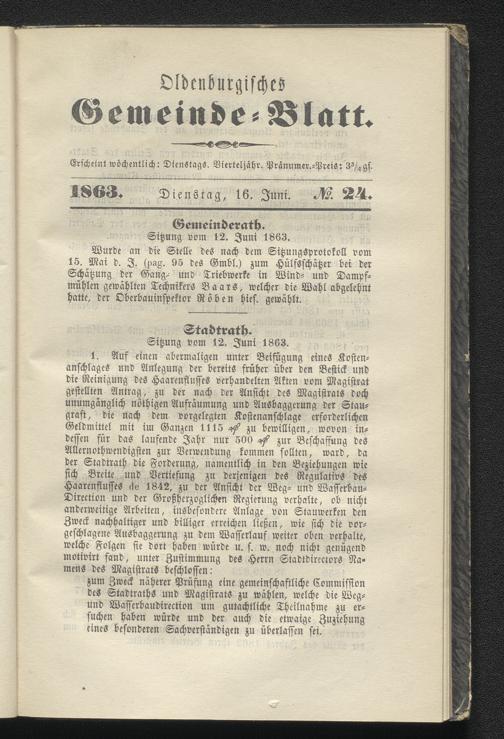 Oldenburgisches
Gemeinde-Blatt.
Erscheint wöchentlich: Dienstags. Vierteljähr. Pränumer.-Preis: 3¾ gs.
1863. Dienstag, 16. Juni. № 24.
Gemeinderath.
Sitzung vom 12. Juni 1863.
Wurde an die Stelle des nach dem Sitzungsprotokoll vom
15. Mai d. J. (pag. 95 des Gmbl.) zum Hülfsschätzer bei der
Schätzung der Gang- und Triebwerke in Wind- und Dampf-
mühlen gewählten Technikers Baars, welcher die Wahl abgelehnt
hatte, der Oberbauinspektor Röben hies. gewählt.
Stadtrath.
Sitzung vom 12. Juni 1863.
1. Auf einen abermaligen unter Beifügung eines Kosten-
anschlages und Anlegung der bereits früher über den Bestick und
die Reinigung des Haarenflusses verhandelten Akten vom Magistrat
gestellten Antrag, zu der nach der Ansicht des Magistrats doch
unumgänglich nöthigen Aufräumung und Ausbaggerung der Stau-
graft, die nach dem vorgelegten Kostenanschlage erforderlichen
Geldmittel mit im Ganzen 1115 ₰ zu bewilligen, wovon in-
dessen für das laufende Jahr nur 500 ₰ zur Beschaffung des
Allernothwendigsten zur Verwendung kommen sollten, ward, da
der Stadtrath die Forderung, namentlich in den Beziehungen wie
sich Breite und Vertiefung zu derjenigen des Regulativs des
Haarenflusses de 1842, zu der Ansicht der Weg- und Wasserbau-
Direction und der Großherzoglichen Regierung verhalte, ob nicht
anderweitige Arbeiten, insbesondere Anlage von Stauwerken den
Zweck nachhaltiger und billiger erreichen ließen, wie sich die vor-
geschlagene Ausbaggerung zu dem Wasserlauf weiter oben verhalte,
welche Folgen sie dort haben würde u. s. w. noch nicht genügend
motivirt fand, unter Zustimmung des Herrn Stadtdirectors Na-
mens des Magistrats beschlossen:
zum Zweck näherer Prüfung eine gemeinschaftliche Commission
des Stadtraths und Magistrats zu wählen, welche die Weg-
und Wasserbaudirection um gutachtliche Theilnahme zu er-
suchen haben würde und der auch die etwaige Zuziehung
eines besonderen Sachverständigen zu überlassen sei.